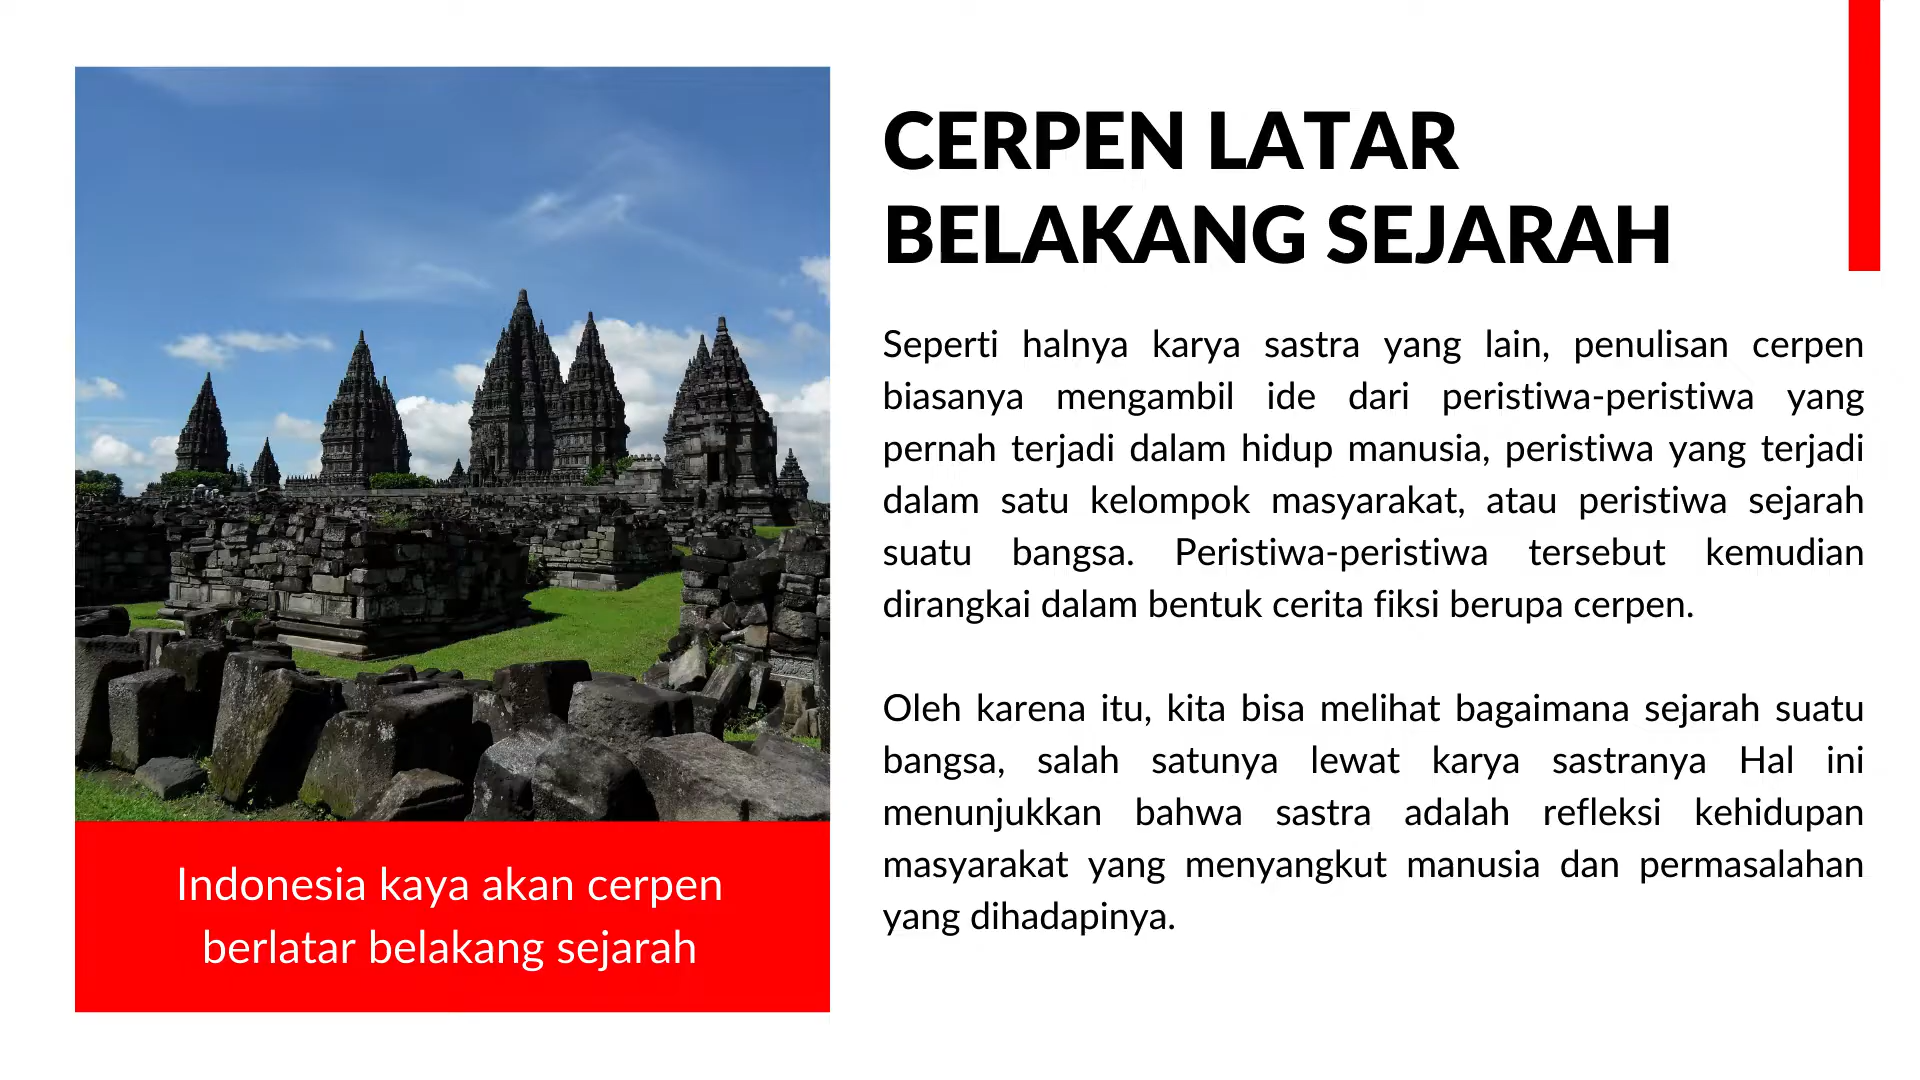 CERPEN LATAR
BELAKANG SEJARAH
Seperti halnya karya sastra yang lain, penulisan cerpen
biasanya mengambil ide dari peristiwa-peristiwa yang
pernah terjadi dalam hidup manusia, peristiwa yang terjadi
dalam satu kelompok masyarakat, atau peristiwa sejarah
suatu bangsa. Peristiwa-peristiwa tersebut kemudian
dirangkai dalam bentuk cerita fiksi berupa cerpen.
Oleh karena itu, kita bisa melihat bagaimana sejarah suatu
bangsa, salah satunya lewat karya sastranya Hal ini
menunjukkan bahwa sastra adalah refleksi kehidupan
masyarakat yang menyangkut manusia dan permasalahan
yang dihadapinya.
Indonesia kaya akan cerpen
berlatar belakang sejarah